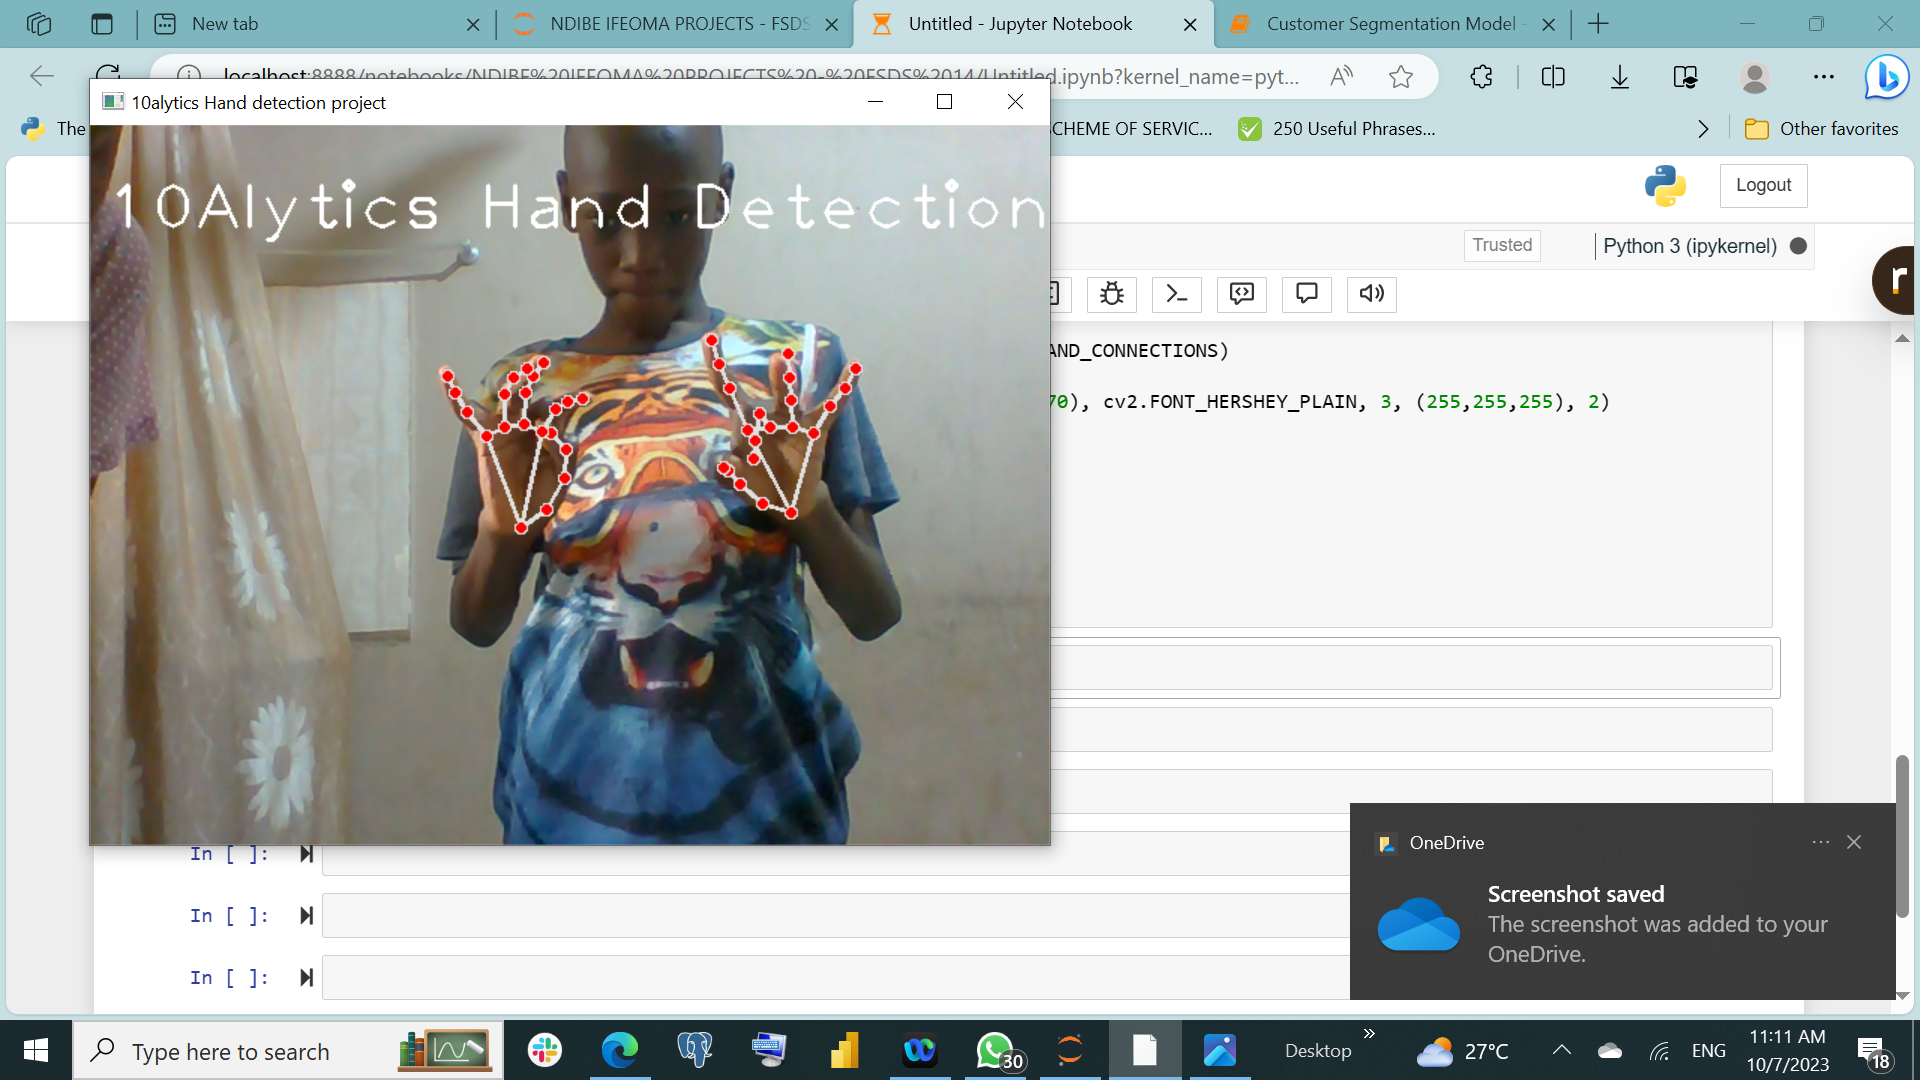 New tab
NDIBE IFEOMA PROJECTS - FSDS
Untitled - Jupyter Notebook
Customer Segmentation Model -
localhost:8888/notebooks/NDIBE%20IFEOMA%20PROJECTS%20-%20FSDS%2014/Untitled.ipynb?kernel_name=pyt...
The
SCHEME OF SERVIC...
250 Useful Phrases...
Other favorites
10alytics Hand detection project
10Alytics Hand Detection
Logout
Trusted
Python 3 (ipykernel)
r
AND_CONNECTIONS)
70), cv2.FONT_HERSHEY_PLAIN, 3, (255,255,255), 2)
In [ ]:
In [ ]:
In [ ]:
OneDrive
Screenshot saved
The screenshot was added to your
OneDrive.
Type here to search
30
Desktop
27°C
ENG
11:11 AM
10/7/2023
18